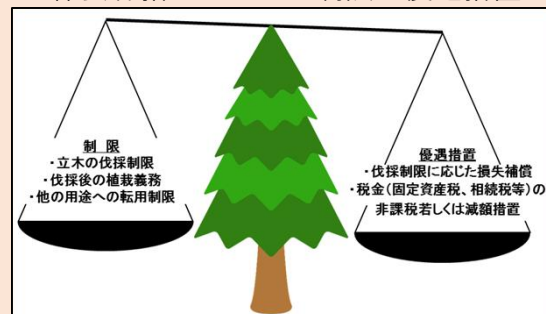 制 限
・立木の伐採制限
・伐採後の植栽義務
・他の用途への転用制限
優遇措置
・伐採制限に応じた損失補償
・税金(固定資産税、相続税等)の
非課税若しくは減額措置